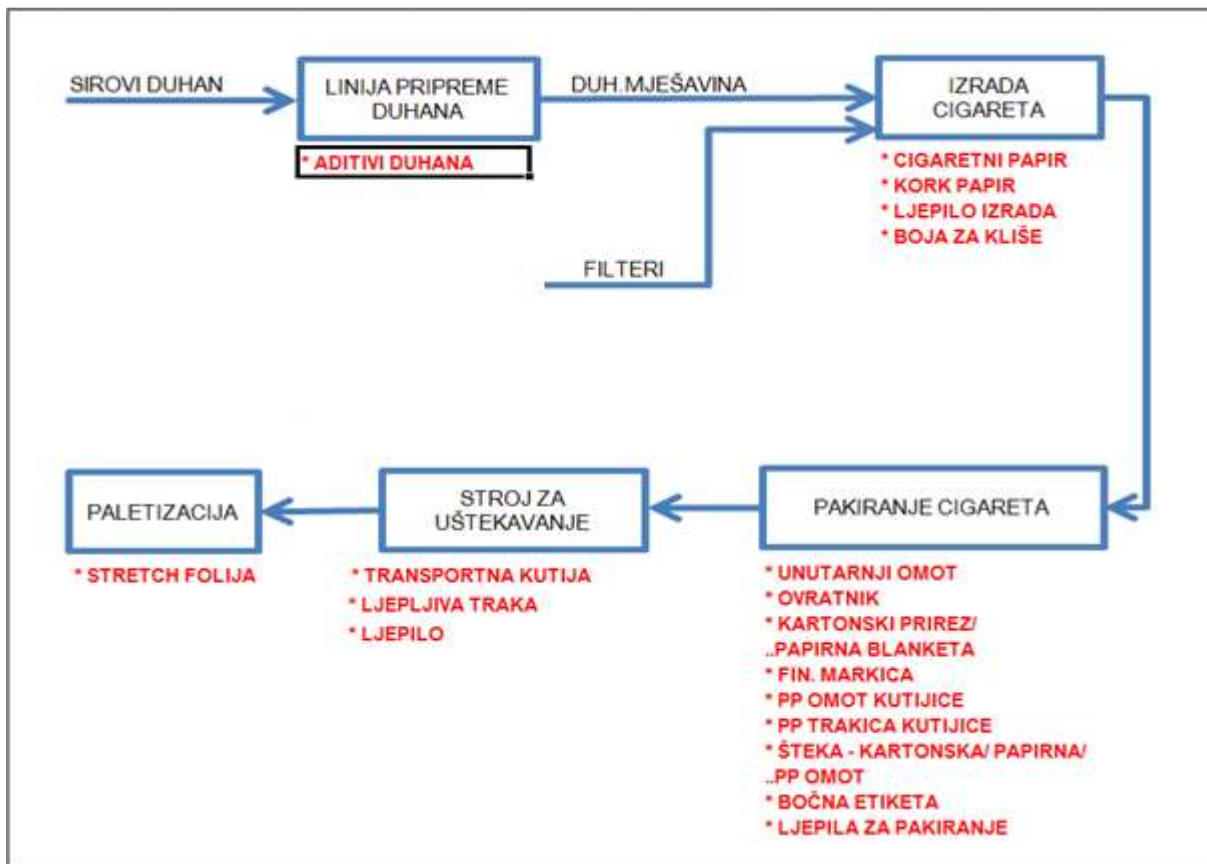 SIROVI DUHAN
LINIJA PRIPREME
DUHANA
* ADITIVI DUHANA
DUH.MJEŠAVINA
FILTERI
IZRADA
CIGARETA
* CIGARETNI PAPIR
* KORK PAPIR
* LJEPILO IZRADA
* BOJA ZA KLIŠE
PAKIRANJE CIGARETA
* UNUTARNJI OMOT
* OVRATNIK
* KARTONSKI PRIREZ/
..PAPIRNA BLANKETA
* FIN. MARKICA
* PP OMOT KUTIJICE
* PP TRAKICA KUTIJICE
* ŠTEKA - KARTONSKA/ PAPIRNA/
..PP OMOT
* BOČNA ETIKETA
* LJEPILA ZA PAKIRANJE
STROJ ZA
UŠTEKAVANJE
* TRANSPORTNA KUTIJA
* LJEPLJIVA TRAKA
* LJEPILO
PALETIZACIJA
* STRETCH FOLIJA